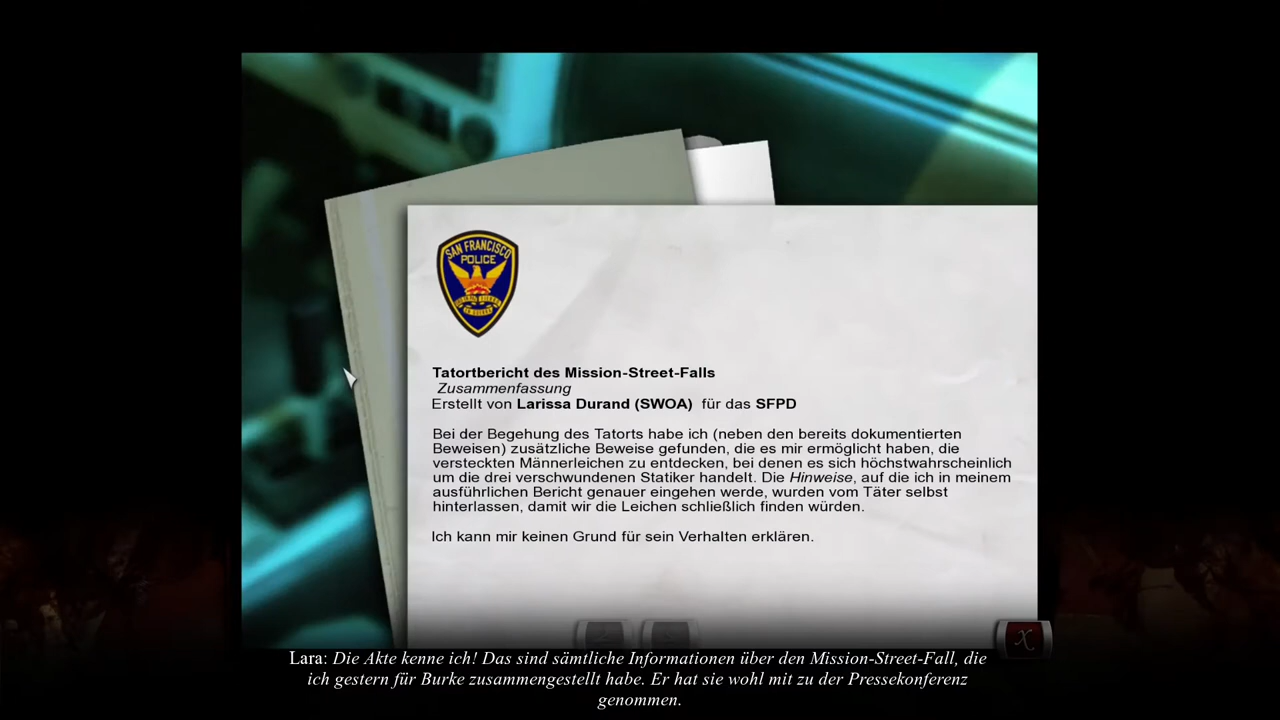 SAN FRANCISCO
POLICE
Tatortbericht des Mission-Street-Falls
Zusammenfassung
Erstellt von Larissa Durand (SWOA) für das SFPD
Bei der Begehung des Tatorts habe ich (neben den bereits dokumentierten
Beweisen) zusätzliche Beweise gefunden, die es mir ermöglicht haben, die
versteckten Männerleichen zu entdecken, bei denen es sich höchstwahrscheinlich
um die drei verschwundenen Statiker handelt. Die Hinweise, auf die ich in meinem
ausführlichen Bericht genauer eingehen werde, wurden vom Täter selbst
hinterlassen, damit wir die Leichen schließlich finden würden.
Ich kann mir keinen Grund für sein Verhalten erklären.
X
Lara: Die Akte kenne ich! Das sind sämtliche Informationen über den Mission-Street-Fall, die
ich gestern für Burke zusammengestellt habe. Er hat sie wohl mit zu der Pressekonferenz
genommen.